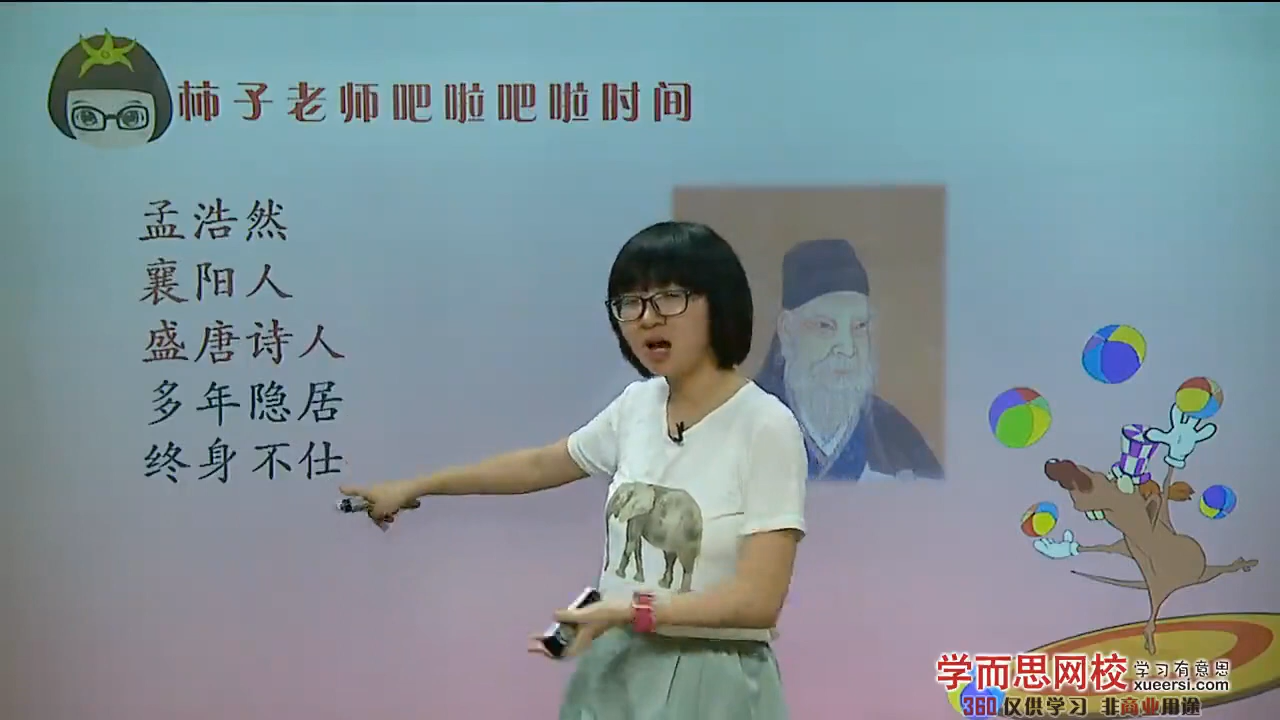 柿子老师吧啦吧啦时间
孟浩然
襄阳人
盛唐诗人
多年隐居
终身不仕
学而思网校 学习有意思
xueersi.com
360 仅供学习 非商业用途